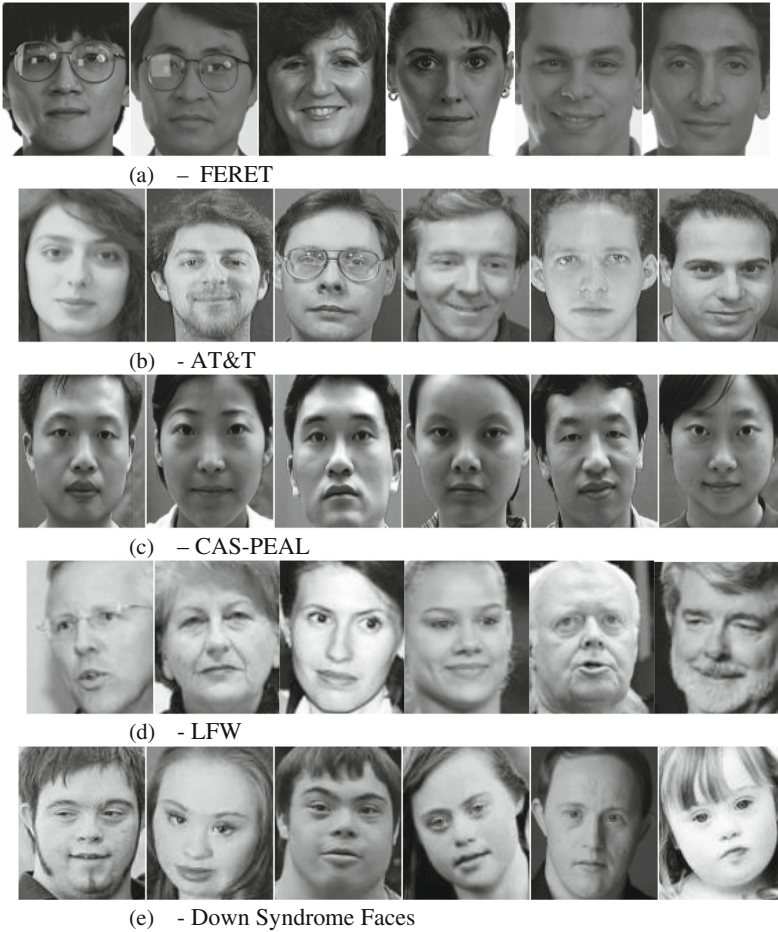 (a) – FERET
(b) - AT&T
(c) – CAS-PEAL
(d) - LFW
(e) - Down Syndrome Faces